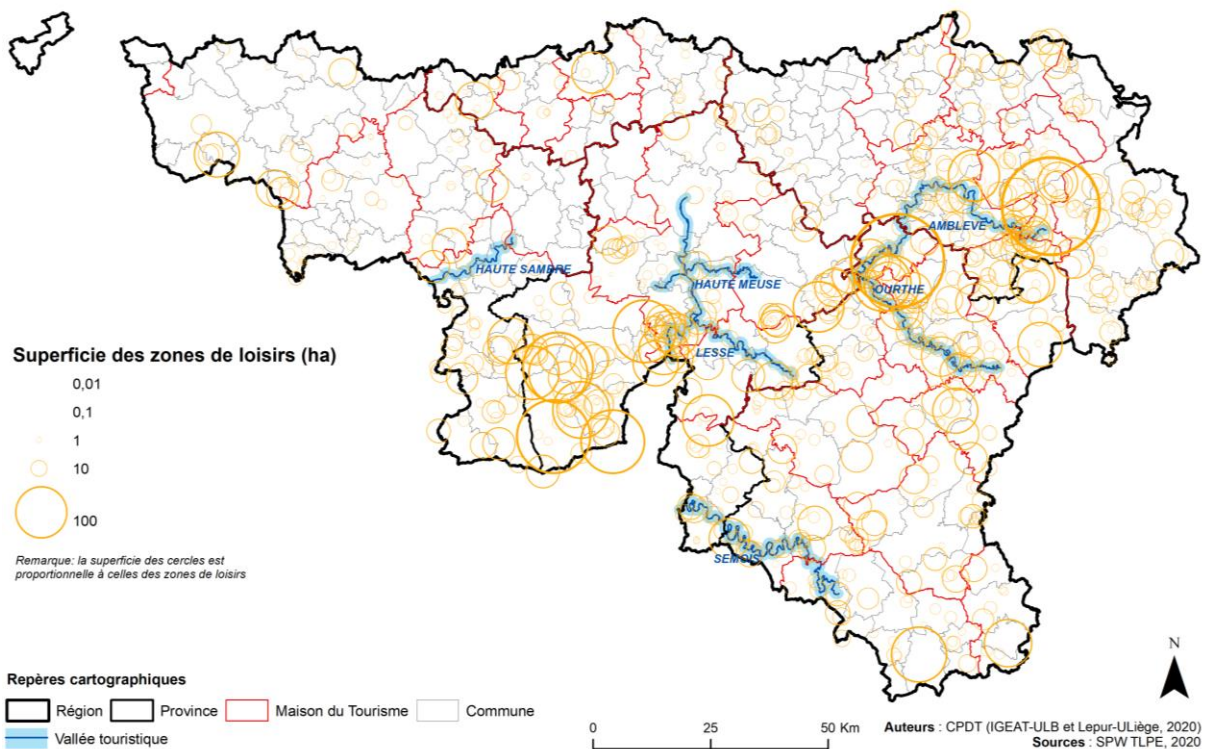 AMBLEVE
HAUTE SAMBRE
HAUTE MEUSE
OURTHE
LESSE
SEMOIS
Superficie des zones de loisirs (ha)
0,01
0,1
1
10
100
Remarque: la superficie des cercles est
proportionnelle à celles des zones de loisirs
N
Repères cartographiques
Région
Province
Maison du Tourisme
Commune
Vallée touristique
0
25
50 Km
Auteurs : CPDT (IGEAT-ULB et Lepur-ULiège, 2020)
Sources : SPW TLPE, 2020